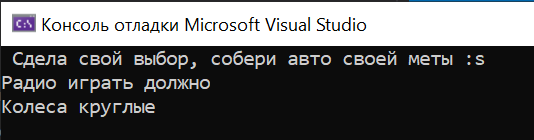 Консоль отладки Microsoft Visual Studio
Сдела свой выбор, собери авто своей меты :s
Радио играть должно
Колеса круглые